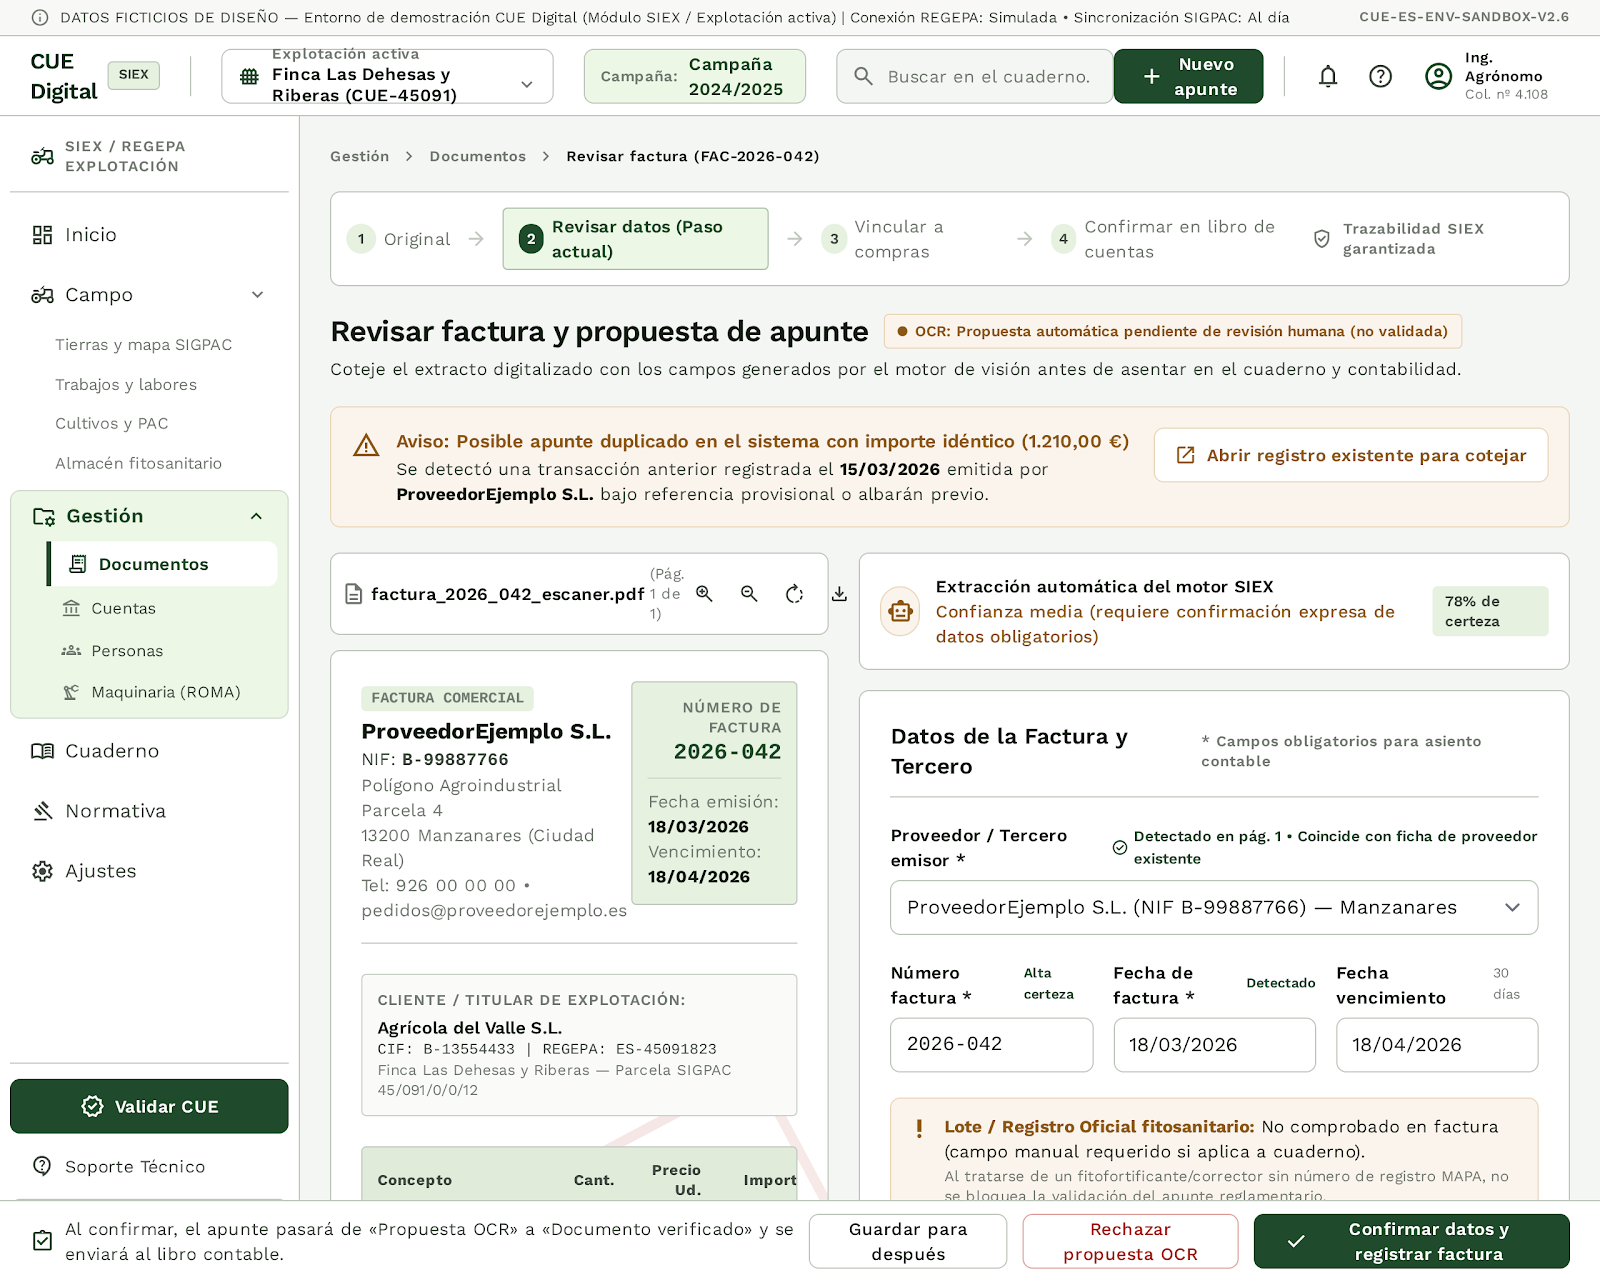 DATOS FICTICIOS DE DISEÑO — Entorno de demostración CUE Digital (Módulo SIEX / Explotación activa) | Conexión REGEPA: Simulada • Sincronización SIGPAC: Al día
CUE-ES-ENV-SANDBOX-V2.6
CUE
Digital
SIEX
Explotación activa
Finca Las Dehesas y
Riberas (CUE-45091)
Campaña:
Campaña
2024/2025
Buscar en el cuaderno.
Nuevo
apunte
Ing.
Agrónomo
Col. nº 4.108
SIEX / REGEPA
EXPLOTACIÓN
Inicio
Campo
Tierras y mapa SIGPAC
Trabajos y labores
Cultivos y PAC
Almacén fitosanitario
Gestión
Documentos
Cuentas
Personas
Maquinaria (ROMA)
Cuaderno
Normativa
Ajustes
Validar CUE
Soporte Técnico
Gestión
Documentos
Revisar factura (FAC-2026-042)
1 Original
2 Revisar datos (Paso
actual)
3 Vincular a
compras
4 Confirmar en libro de
cuentas
Trazabilidad SIEX
garantizada
Revisar factura y propuesta de apunte
OCR: Propuesta automática pendiente de revisión humana (no validada)
Coteje el extracto digitalizado con los campos generados por el motor de visión antes de asentar en el cuaderno y contabilidad.
Aviso: Posible apunte duplicado en el sistema con importe idéntico (1.210,00 €)
Se detectó una transacción anterior registrada el 15/03/2026 emitida por
ProveedorEjemplo S.L. bajo referencia provisional o albarán previo.
Abrir registro existente para cotejar
factura_2026_042_escaner.pdf
(Pág.
1 de
1)
FACTURA COMERCIAL
ProveedorEjemplo S.L.
NIF: B-99887766
Polígono Agroindustrial
Parcela 4
13200 Manzanares (Ciudad
Real)
Tel: 926 00 00 00 •
pedidos@proveedorejemplo.es
NÚMERO DE
FACTURA
2026-042
Fecha emisión:
18/03/2026
Vencimiento:
18/04/2026
CLIENTE / TITULAR DE EXPLOTACIÓN:
Agrícola del Valle S.L.
CIF: B-13554433 | REGEPA: ES-45091823
Finca Las Dehesas y Riberas — Parcela SIGPAC
45/091/0/0/12
Concepto
Cant.
Precio
Ud.
Import
Extracción automática del motor SIEX
Confianza media (requiere confirmación expresa de
datos obligatorios)
78% de
certeza
Datos de la Factura y
Tercero
* Campos obligatorios para asiento
contable
Proveedor / Tercero
emisor *
Detectado en pág. 1 • Coincide con ficha de proveedor
existente
ProveedorEjemplo S.L. (NIF B-99887766) — Manzanares
Número
factura *
Alta
certeza
2026-042
Fecha de
factura *
Detectado
18/03/2026
Fecha
vencimiento
30
días
18/04/2026
Lote / Registro Oficial fitosanitario: No comprobado en factura
(campo manual requerido si aplica a cuaderno).
Al tratarse de un fitofortificante/corrector sin número de registro MAPA, no
se bloquea la validación del apunte reglamentario.
Al confirmar, el apunte pasará de «Propuesta OCR» a «Documento verificado» y se
enviará al libro contable.
Guardar para
después
Rechazar
propuesta OCR
Confirmar datos y
registrar factura